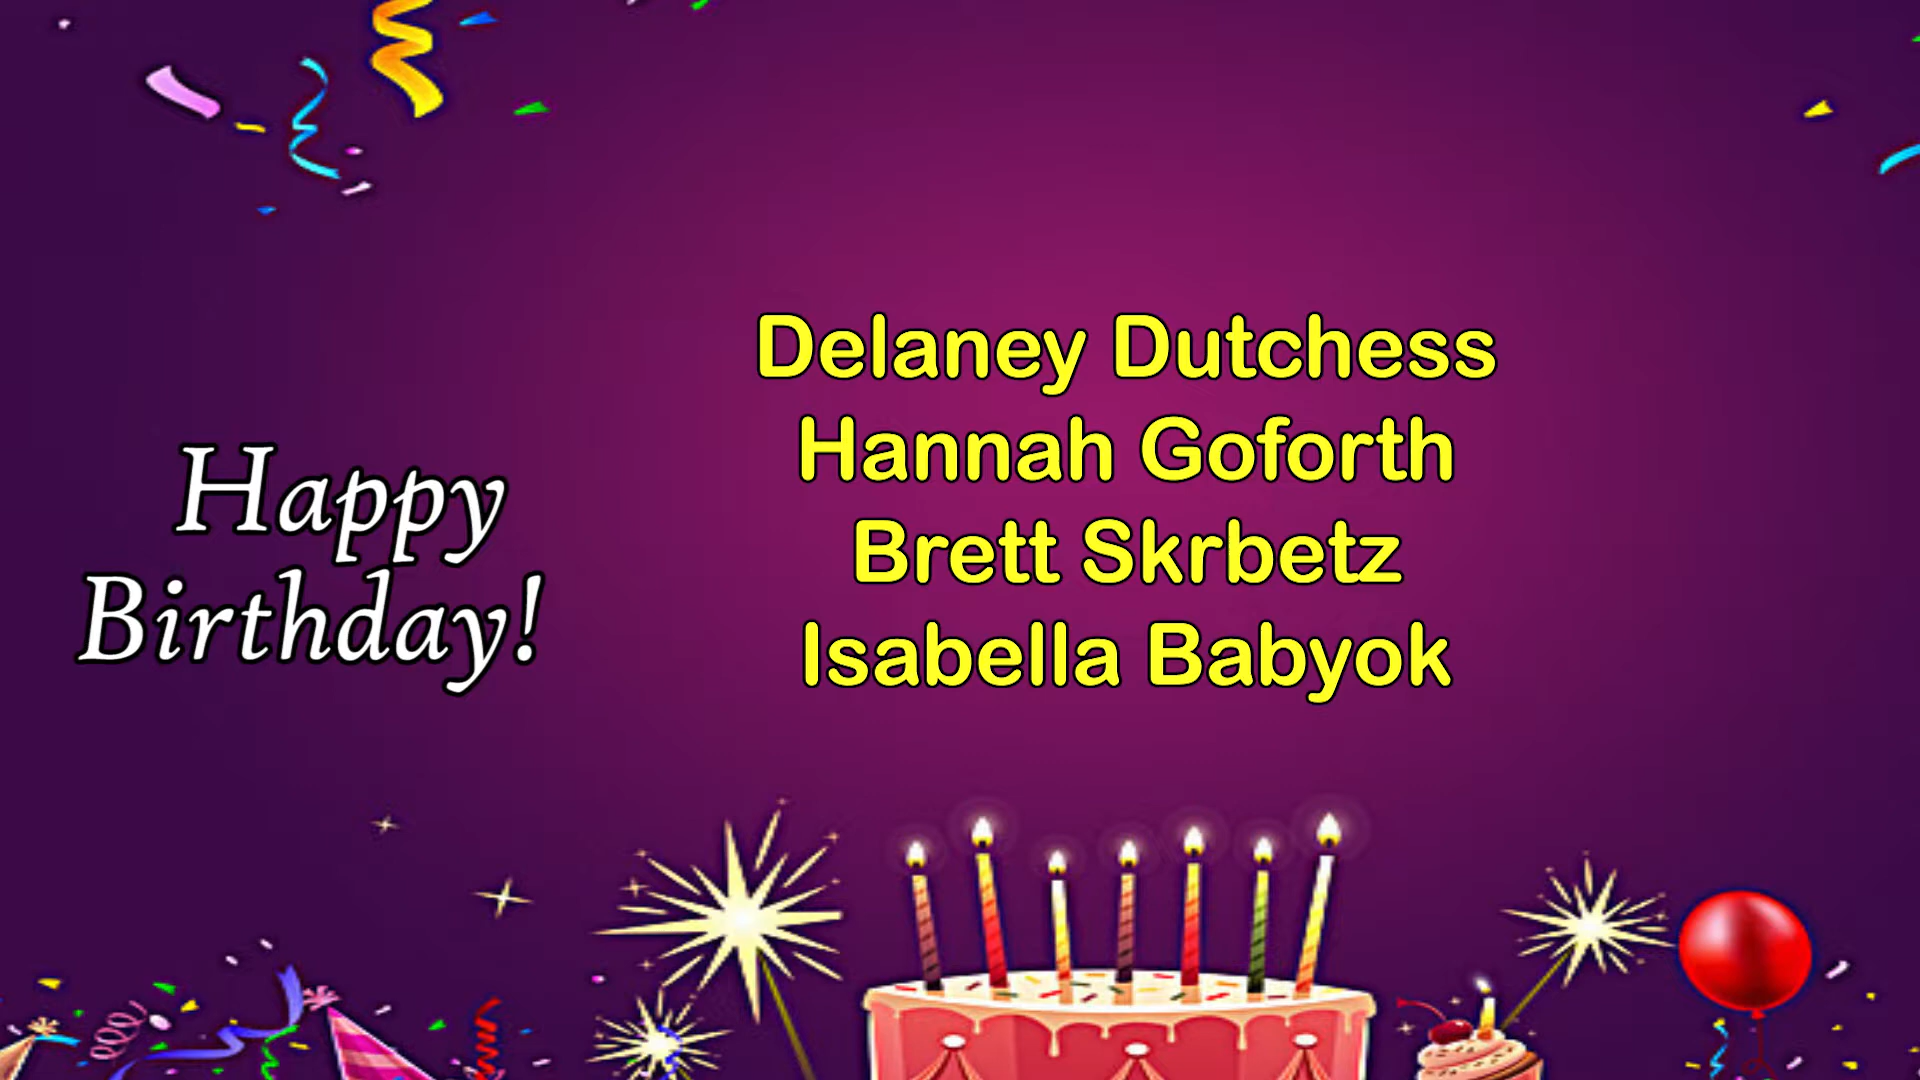 Happy
Birthday!
Delaney Dutchess
Hannah Goforth
Brett Skrbetz
Isabella Babyok